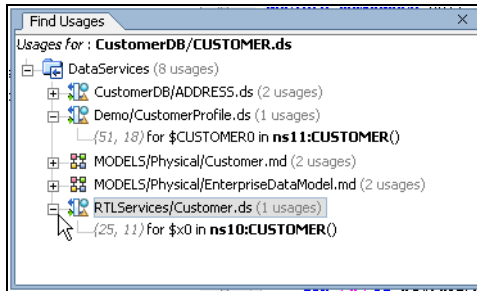 Find Usages
Usages for : CustomerDB/CUSTOMER.ds
DataServices (8 usages)
CustomerDB/ADDRESS.ds (2 usages)
Demo/CustomerProfile.ds (1 usages)
(51, 18) for $CUSTOMER0 in ns11:CUSTOMER()
MODELS/Physical/Customer.md (2 usages)
MODELS/Physical/EnterpriseDataModel.md (2 usages)
RTLServices/Customer.ds (1 usages)
(25, 11) for $x0 in ns10:CUSTOMER()